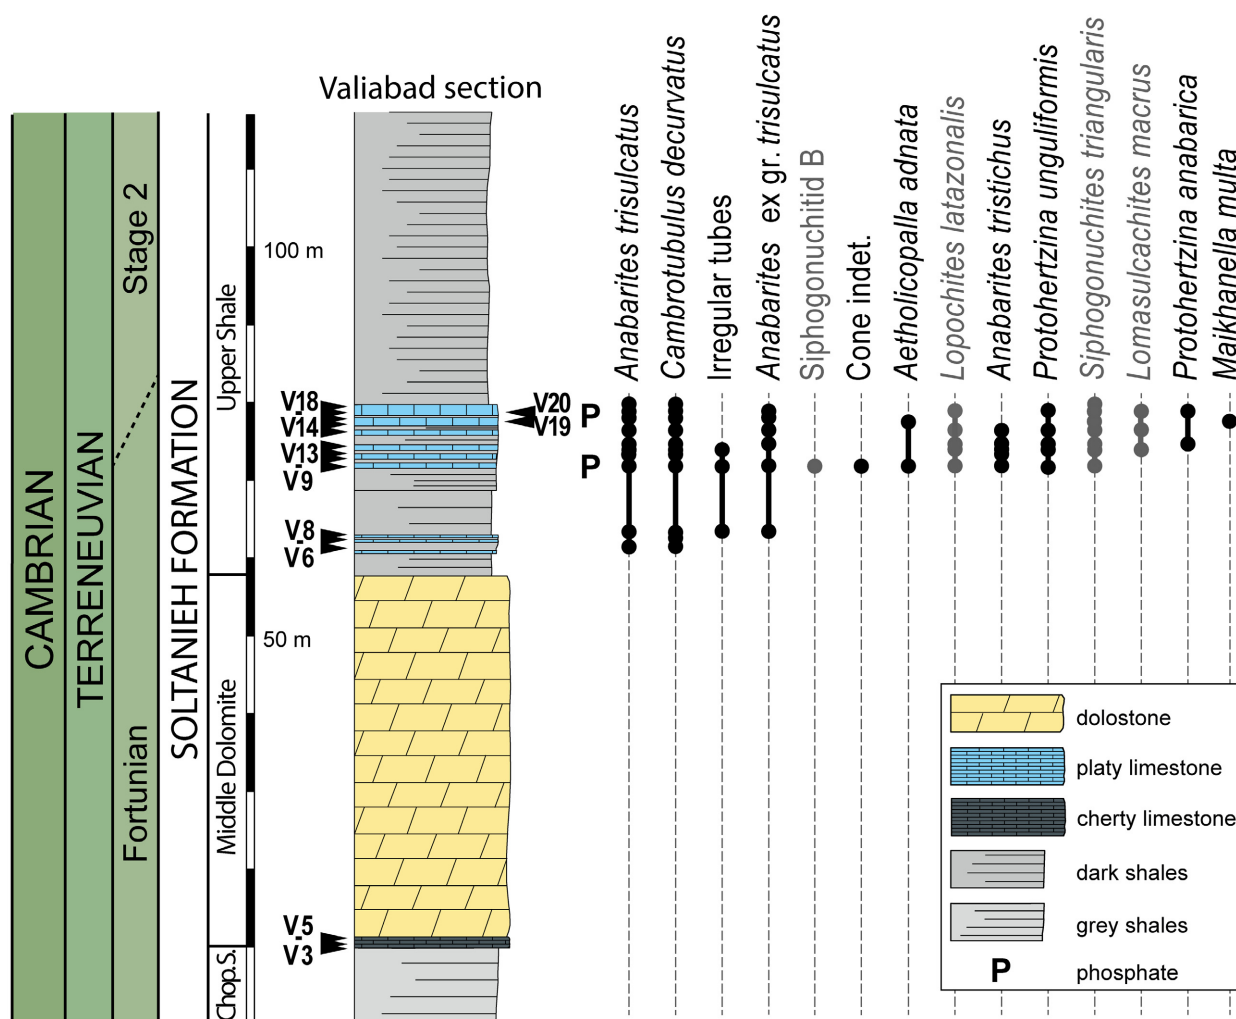 Valiabad section
CAMBRIAN
TERRENEUVIAN
Stage 2
Fortunian
SOLTANIEH FORMATION
Upper Shale
Middle Dolomite
Chop.S.
100 m
50 m
V18
V14
V13
V9
V8
V6
V5
V3
V20
V19
P
P
Anabarites trisulcatus
Cambrotubulus decurvatus
Irregular tubes
Anabarites ex gr. trisulcatus
Siphogonuchitid B
Cone indet.
Aetholicopalla adnata
Lopochites latazonalis
Anabarites tristichus
Protohertzina unguliformis
Siphogonuchites triangularis
Lomasulcachites macrus
Protohertzina anabarica
Maikhanella multa
dolostone
platy limestone
cherty limestone
dark shales
grey shales
P phosphate